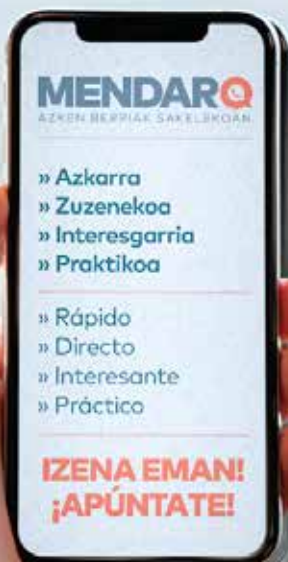 MENDARO
AZKEN BERRIAK SAKELEKOAN
» Azkarra
» Zuzenekoa
» Interesgarria
» Praktikoa
» Rápido
» Directo
» Interesante
» Práctico
IZENA EMAN!
¡APÚNTATE!